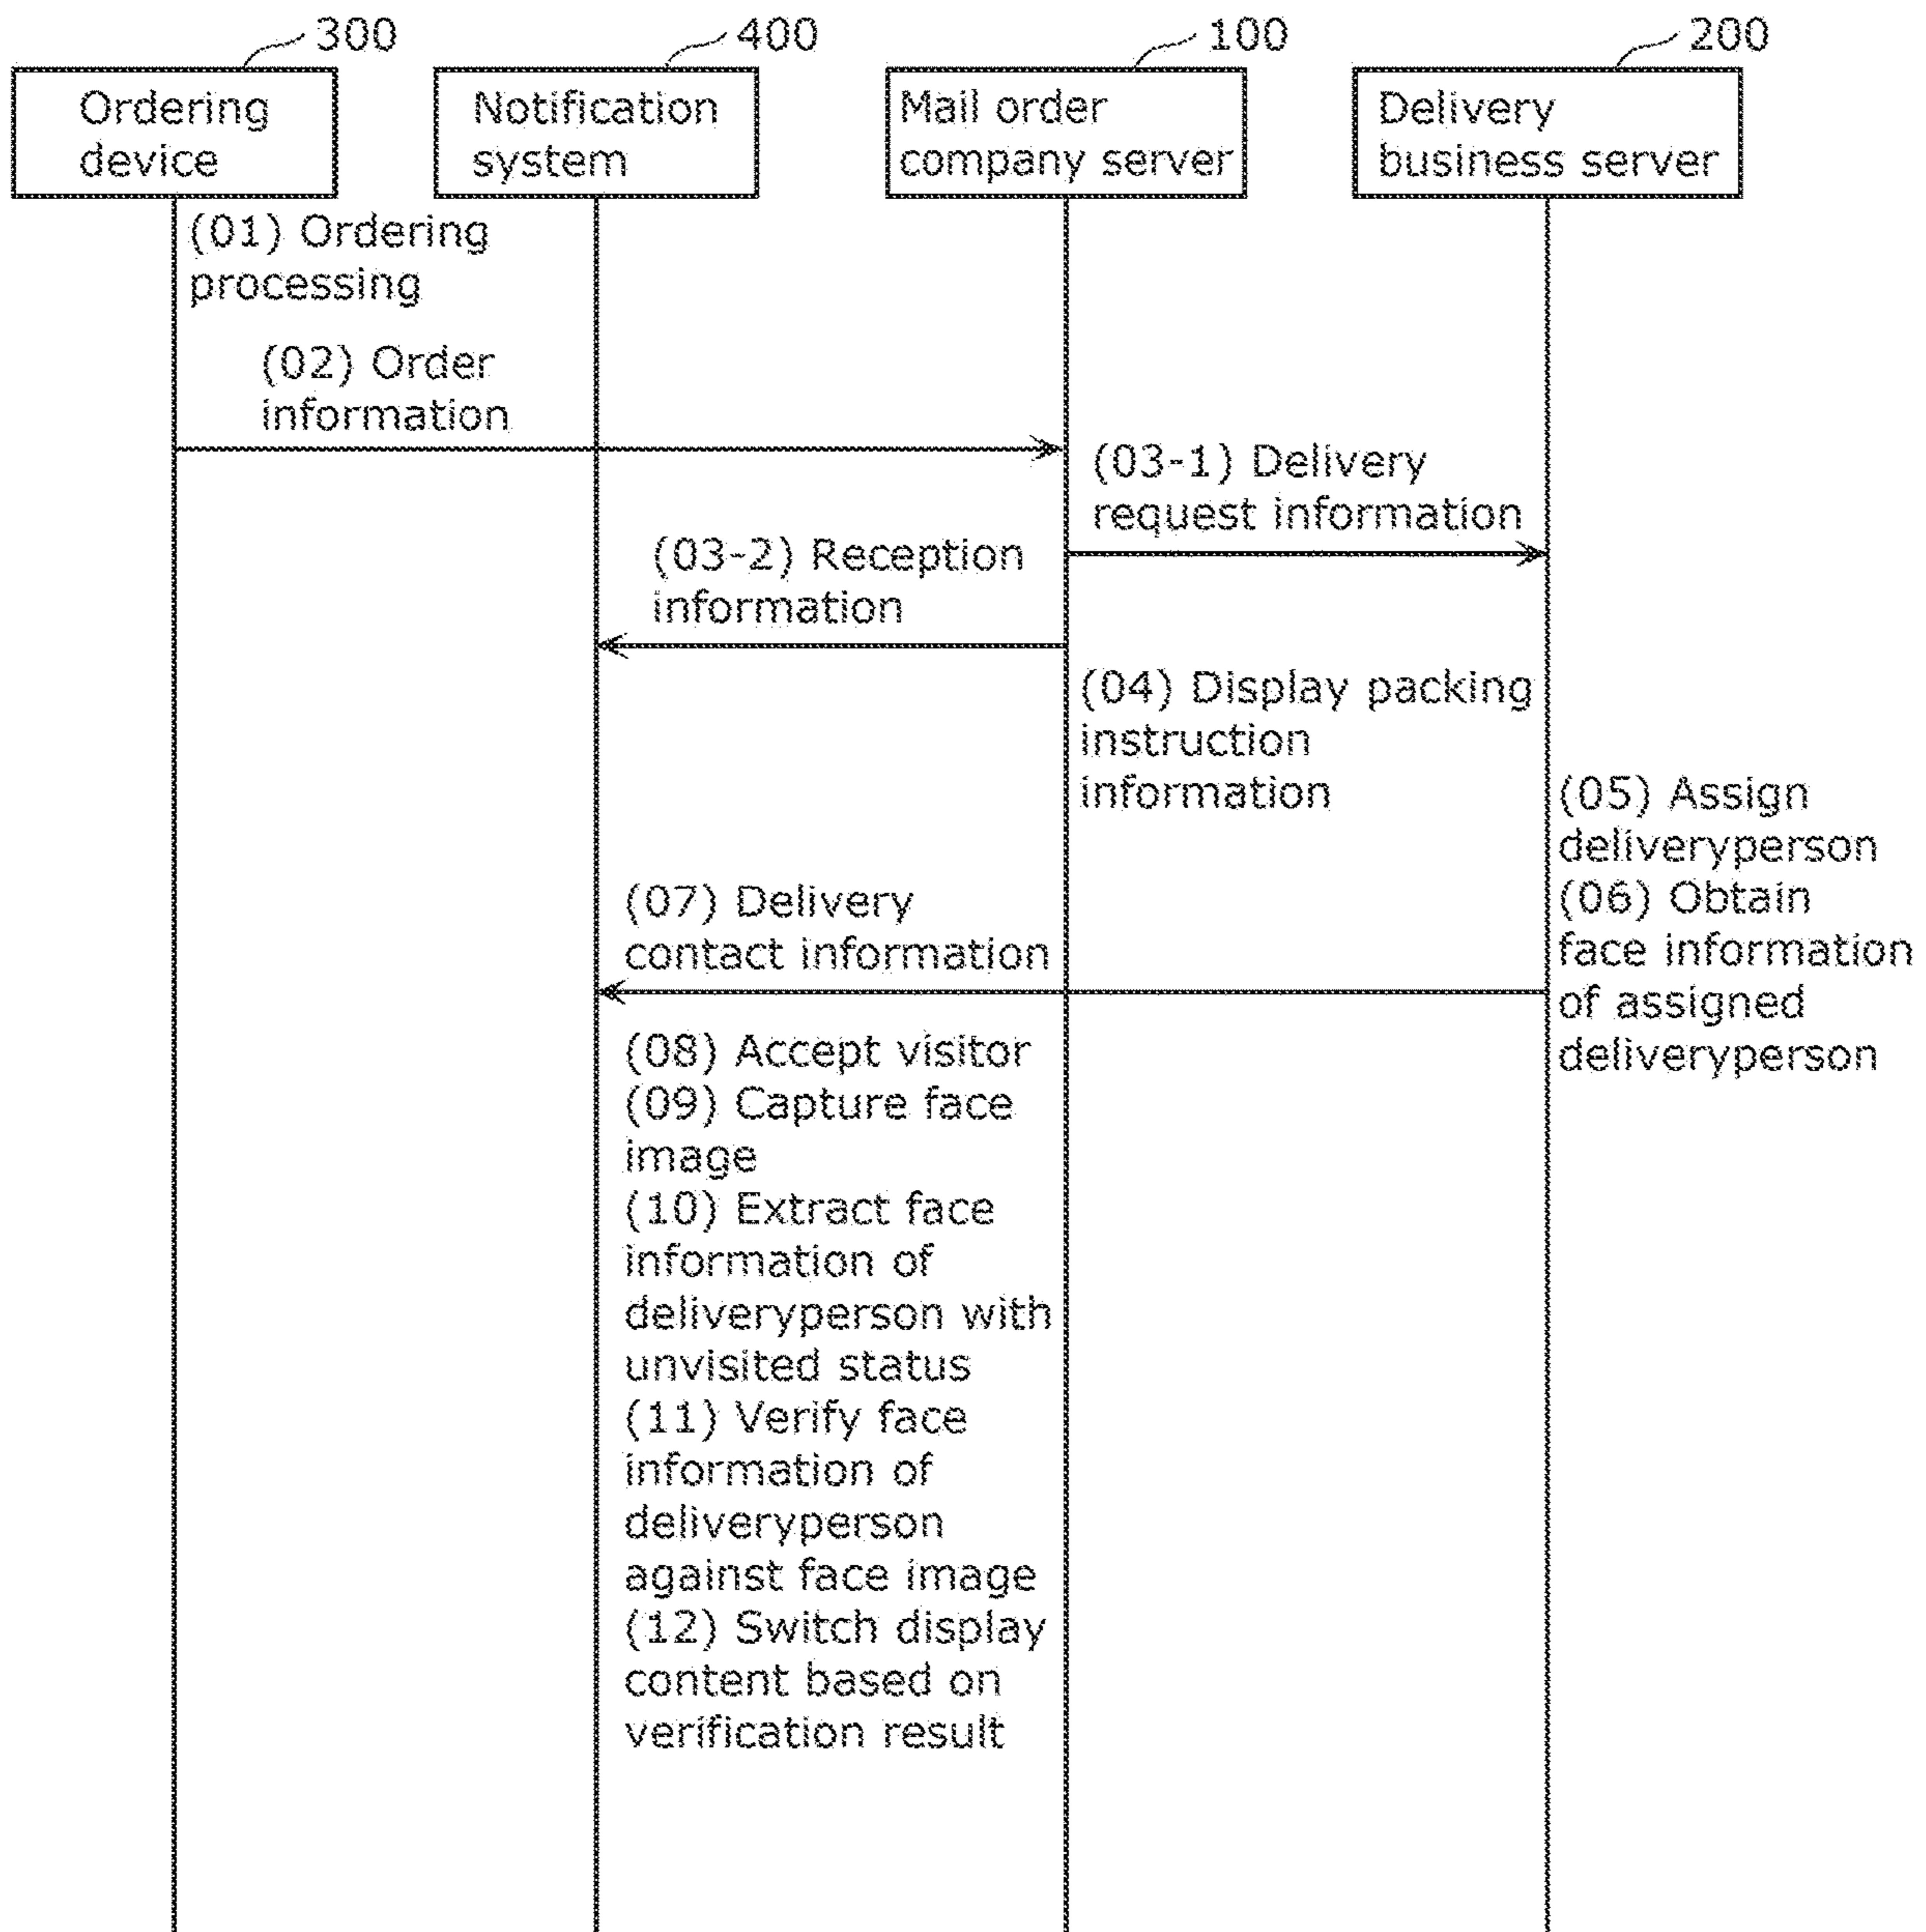 300
400
100
200
Ordering
device
Notification
system
Mail order
company server
Delivery
business server
(01) Ordering
processing
(02) Order
information
(03-1) Delivery
request information
(03-2) Reception
information
(04) Display packing
instruction
information
(05) Assign
deliveryperson
(06) Obtain
face information
of assigned
deliveryperson
(07) Delivery
contact information
(08) Accept visitor
(09) Capture face
image
(10) Extract face
information of
deliveryperson with
unvisited status
(11) Verify face
information of
deliveryperson
against face image
(12) Switch display
content based on
verification result